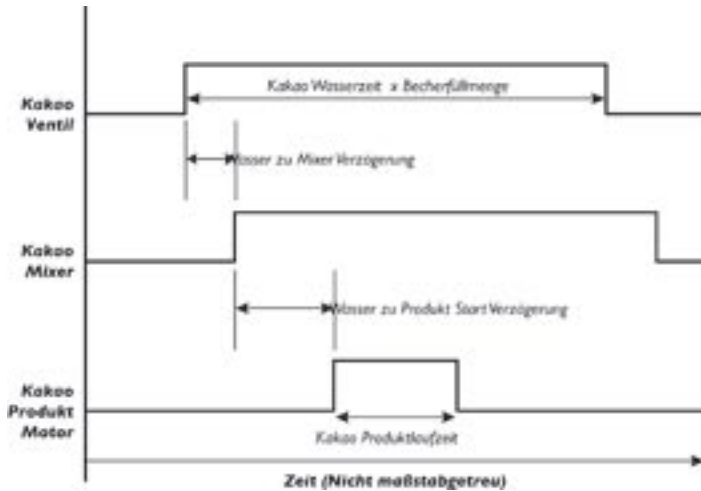 Kakao Wasserzeit x Becherfüllmenge
Kakao
Ventil
Wasser zu Mixer Verzögerung
Kakao
Mixer
Wasser zu Produkt Start Verzögerung
Kakao
Produkt
Motor
Kakao Produktlaufzeit
Zeit (Nicht maßstabgetreu)